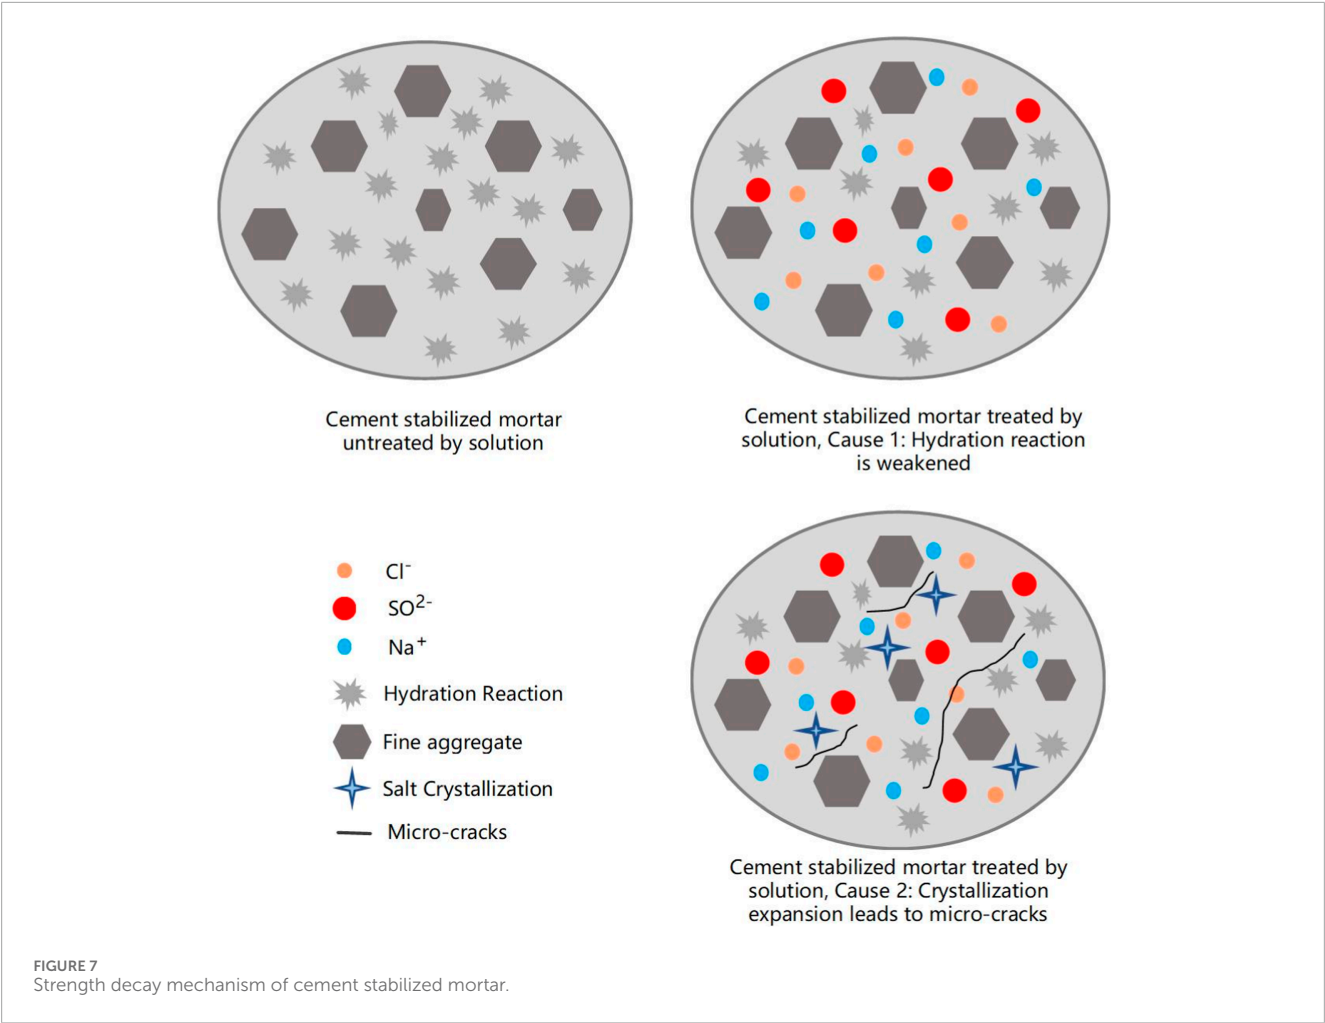 Cement stabilized mortar
untreated by solution
Cement stabilized mortar treated by
solution, Cause 1: Hydration reaction
is weakened
Cl⁻
SO²⁻
Na⁺
Hydration Reaction
Fine aggregate
Salt Crystallization
Micro-cracks
Cement stabilized mortar treated by
solution, Cause 2: Crystallization
expansion leads to micro-cracks
FIGURE 7
Strength decay mechanism of cement stabilized mortar.